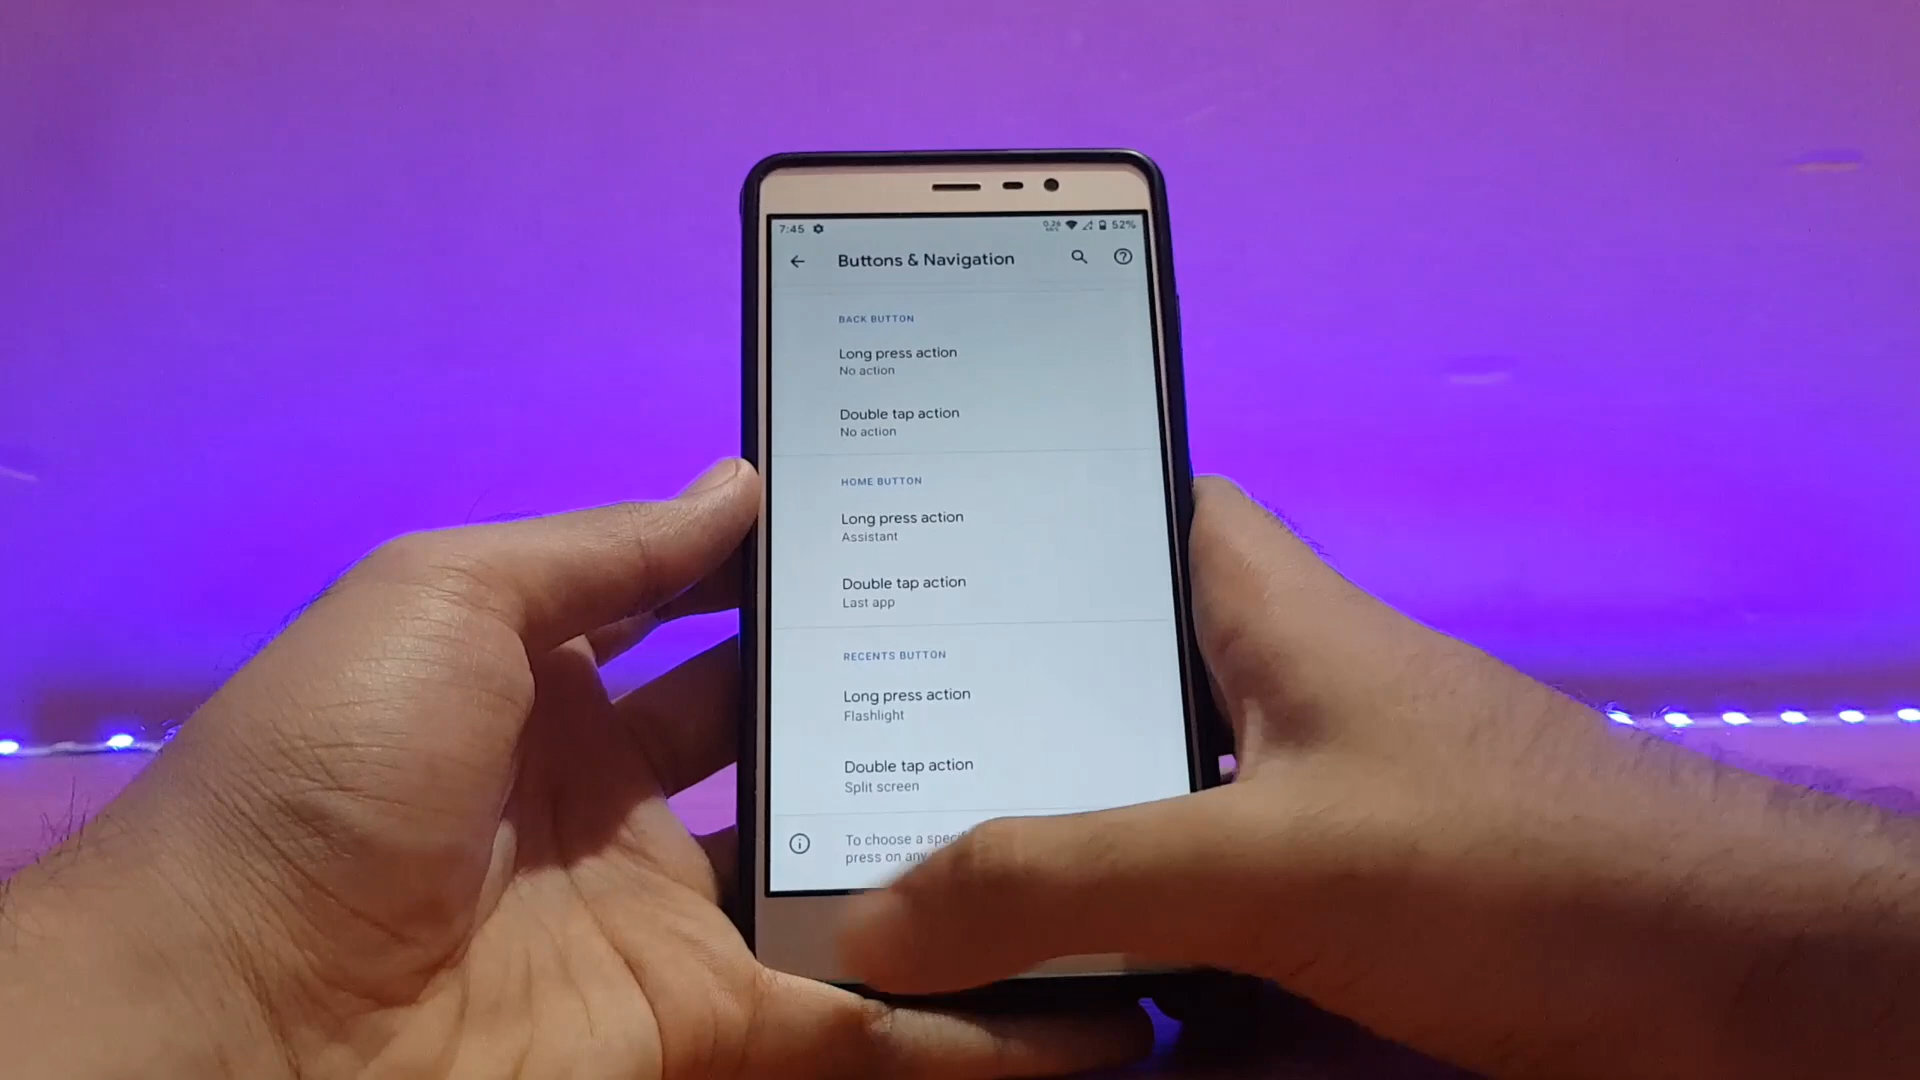 7:45
52%
Buttons & Navigation
BACK BUTTON
Long press action
No action
Double tap action
No action
HOME BUTTON
Long press action
Assistant
Double tap action
Last app
RECENTS BUTTON
Long press action
Flashlight
Double tap action
Split screen
To choose a
press on any